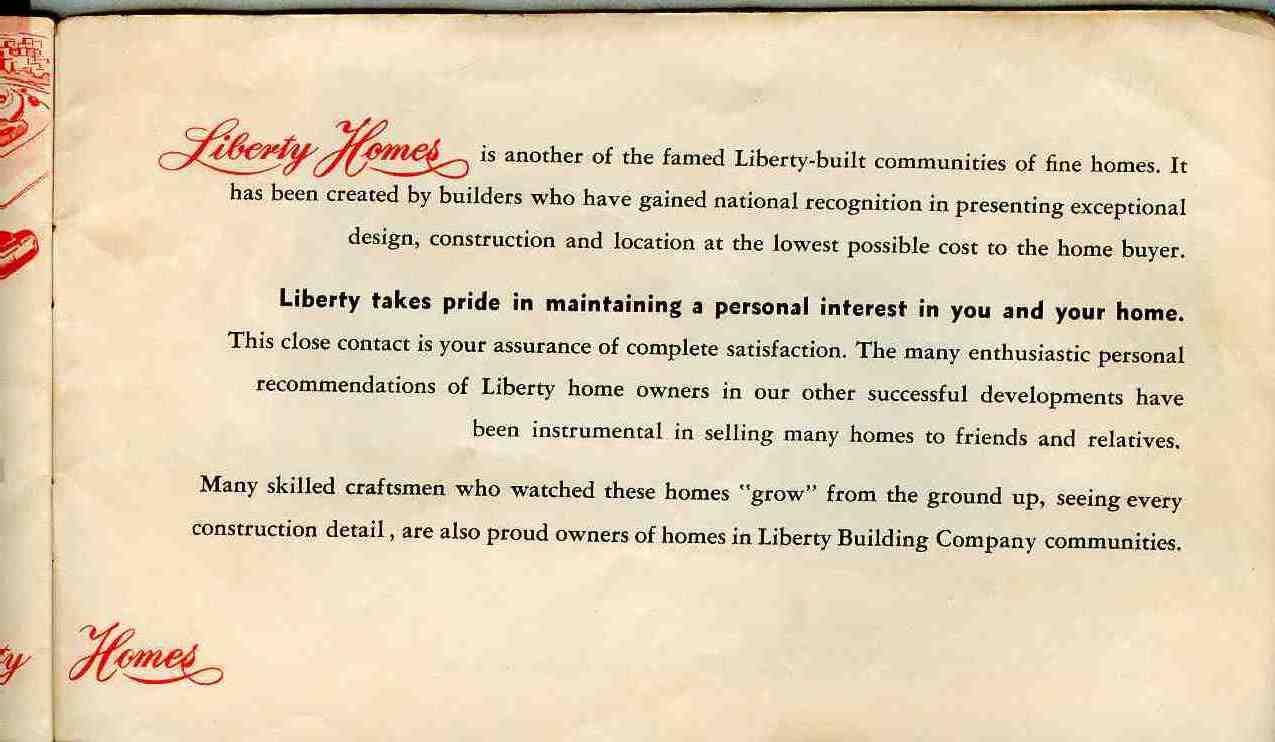 Liberty Homes is another of the famed Liberty-built communities of fine homes. It
has been created by builders who have gained national recognition in presenting exceptional
design, construction and location at the lowest possible cost to the home buyer.
Liberty takes pride in maintaining a personal interest in you and your home.
This close contact is your assurance of complete satisfaction. The many enthusiastic personal
recommendations of Liberty home owners in our other successful developments have
been instrumental in selling many homes to friends and relatives.
Many skilled craftsmen who watched these homes "grow" from the ground up, seeing every
construction detail, are also proud owners of homes in Liberty Building Company communities.
ty Homes